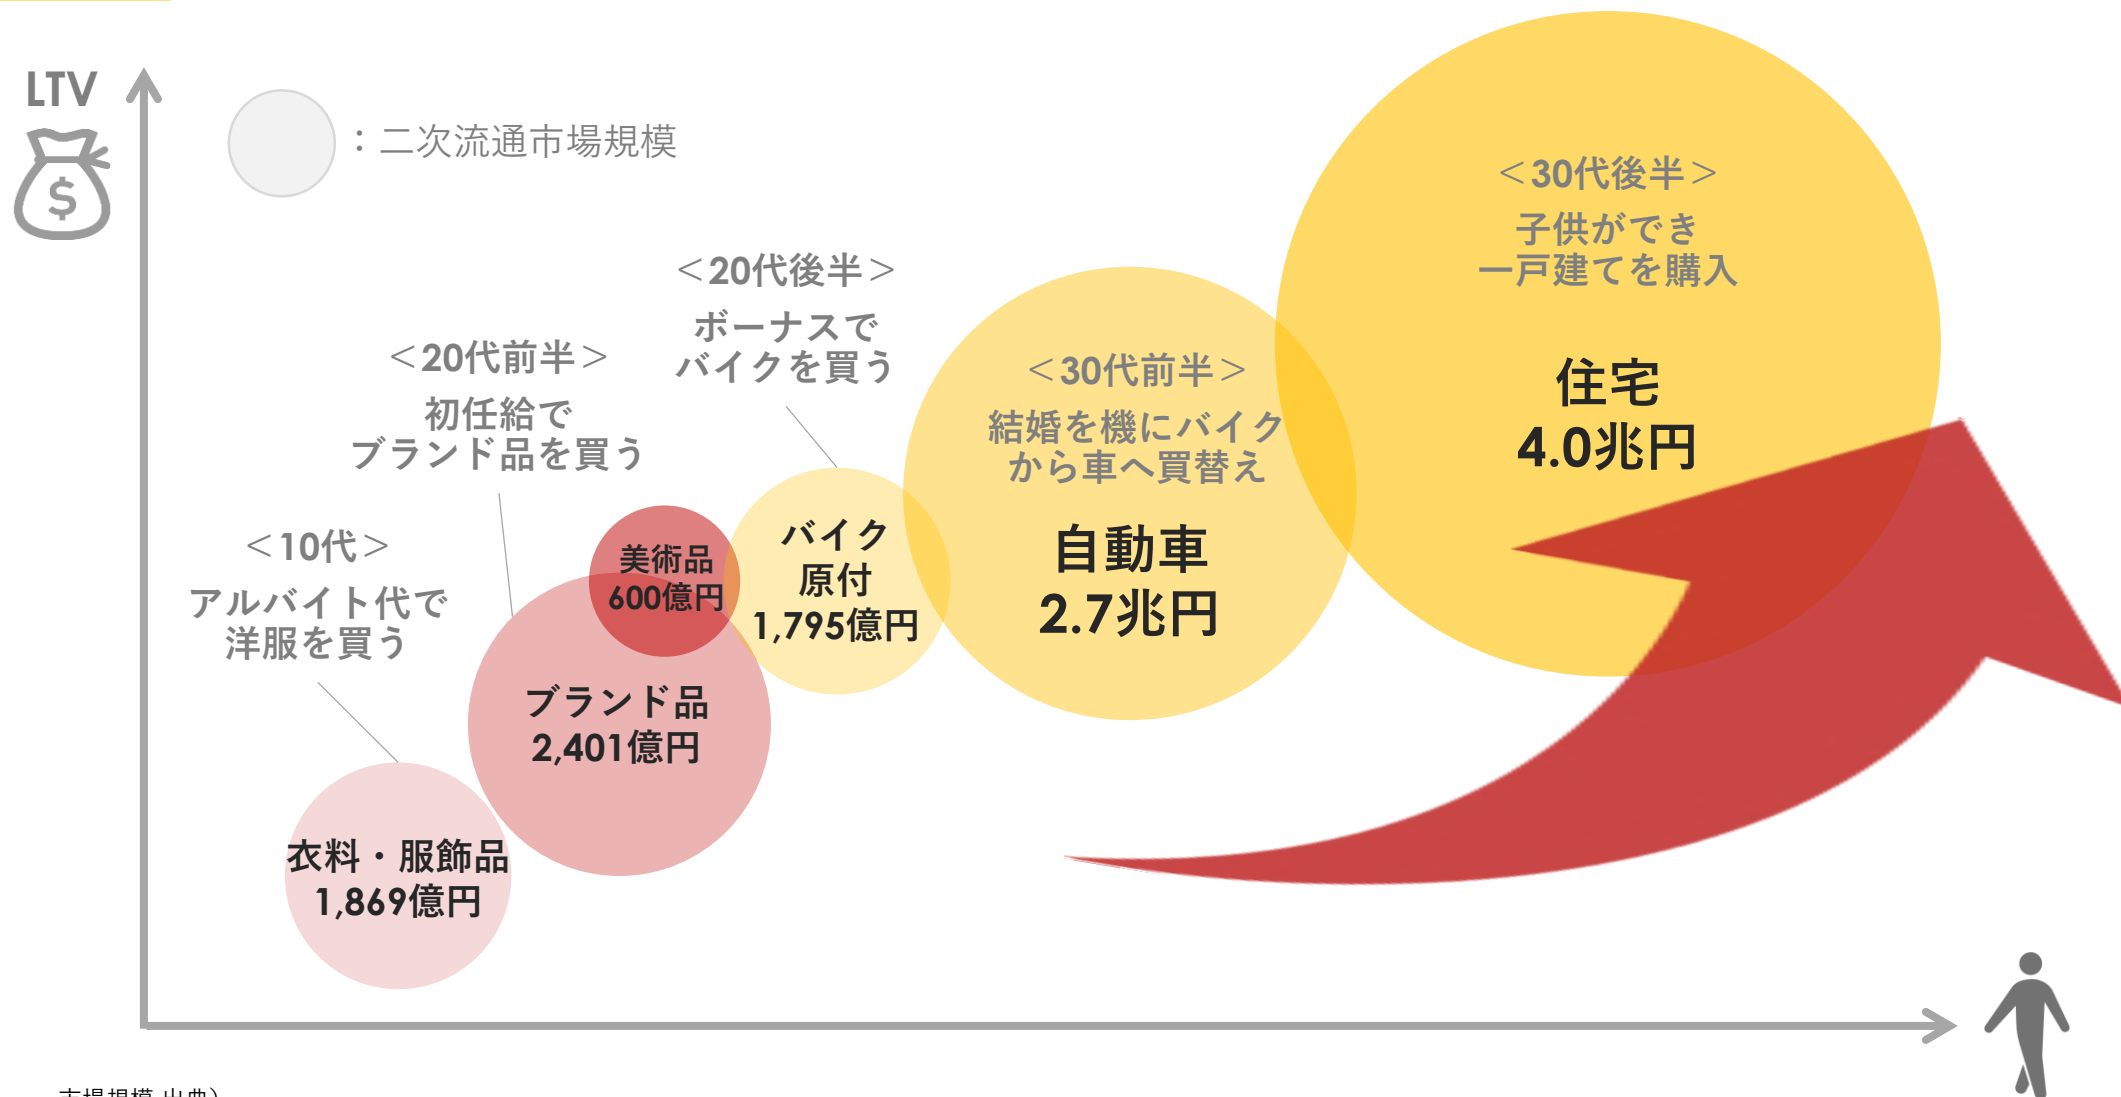 LTV
$
：二次流通市場規模
＜10代＞
アルバイト代で
洋服を買う
衣料・服飾品
1,869億円
＜20代前半＞
初任給で
ブランド品を買う
ブランド品
2,401億円
美術品
600億円
＜20代後半＞
ボーナスで
バイクを買う
バイク
原付
1,795億円
＜30代前半＞
結婚を機にバイク
から車へ買替え
自動車
2.7兆円
＜30代後半＞
子供ができ
一戸建てを購入
住宅
4.0兆円
市場規模 出典）